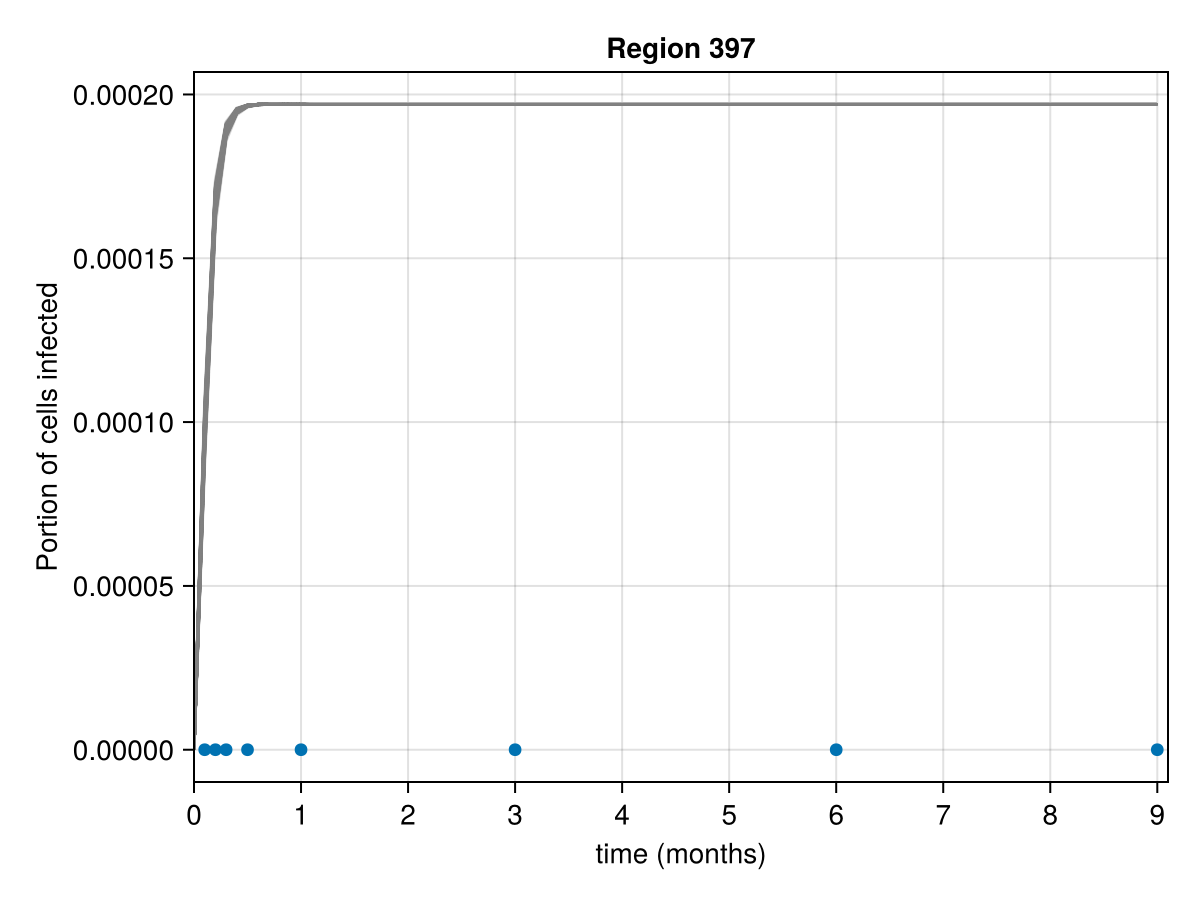 Region 397
0.00020
0.00015
0.00010
0.00005
0.00000
Portion of cells infected
0 1 2 3 4 5 6 7 8 9
time (months)